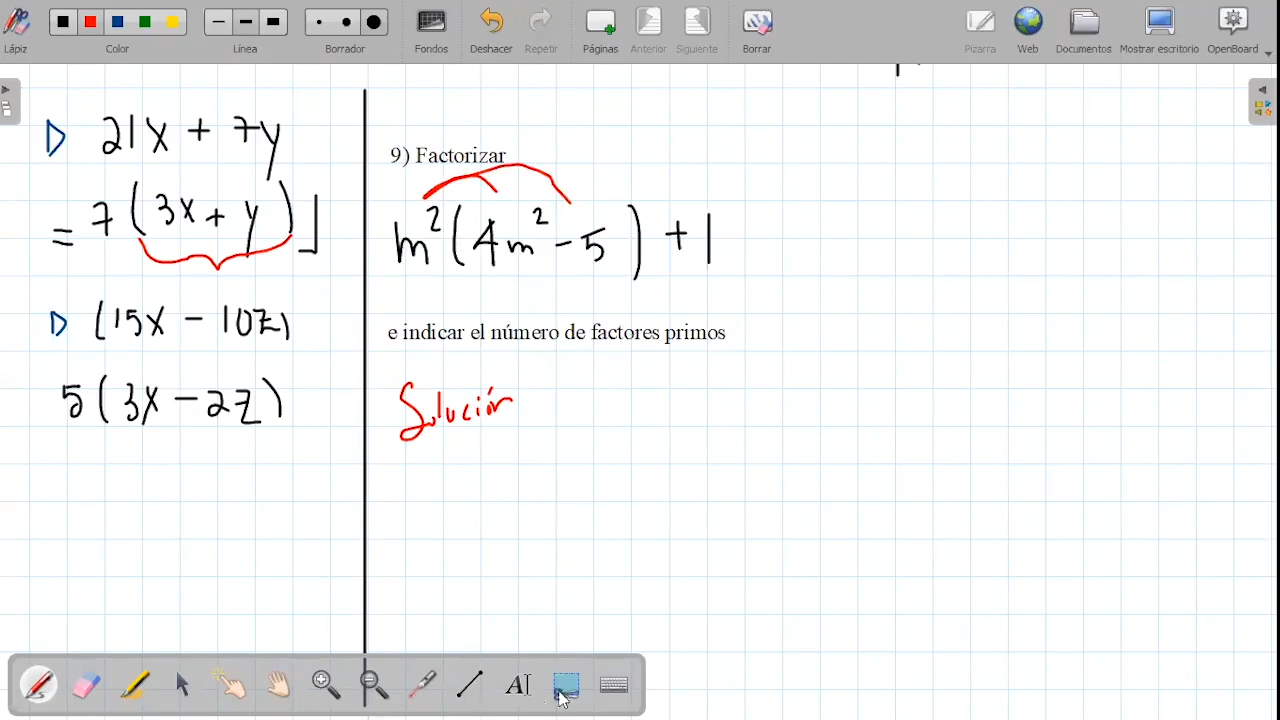 Lápiz Color Línea Borrador Fondos Deshacer Repetir Páginas Anterior Siguiente Borrar Pizarra Web Documentos Mostrar escritorio OpenBoard
21x + 7y
= 7(3x + y)
(15x - 10z)
5(3x - 2z)
9) Factorizar
m²(4m² - 5) + 1
e indicar el número de factores primos
Solución